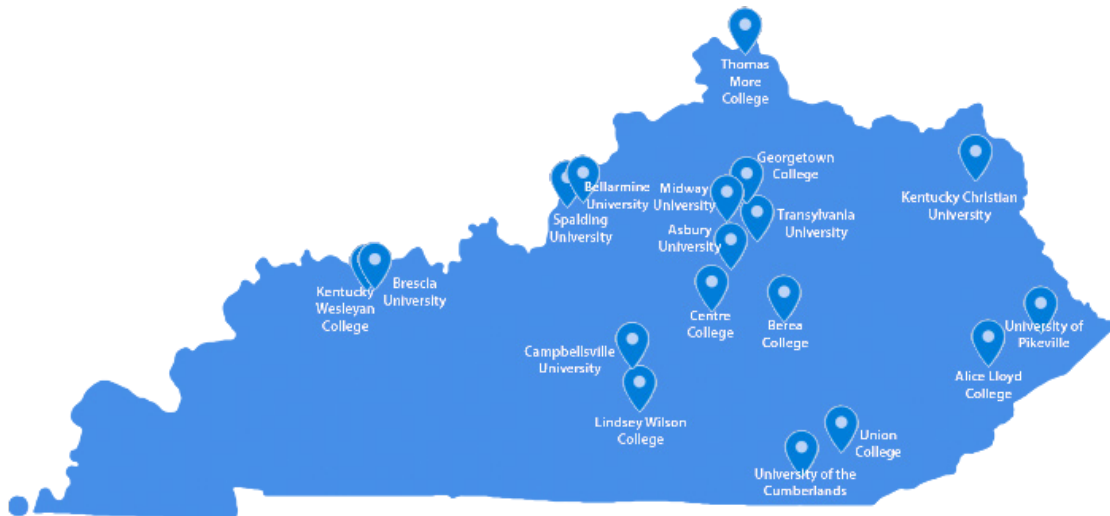 Thomas
More
College
Georgetown
College
Midway
University
Bellarmine
University
Spalding
University
Kentucky Christian
University
Transylvania
University
Asbury
University
Kentucky
Wesleyan
College
Brescia
University
Centre
College
Berea
College
University of
Pikeville
Campbellsville
University
Alice Lloyd
College
Lindsey Wilson
College
Union
College
University of the
Cumberlands